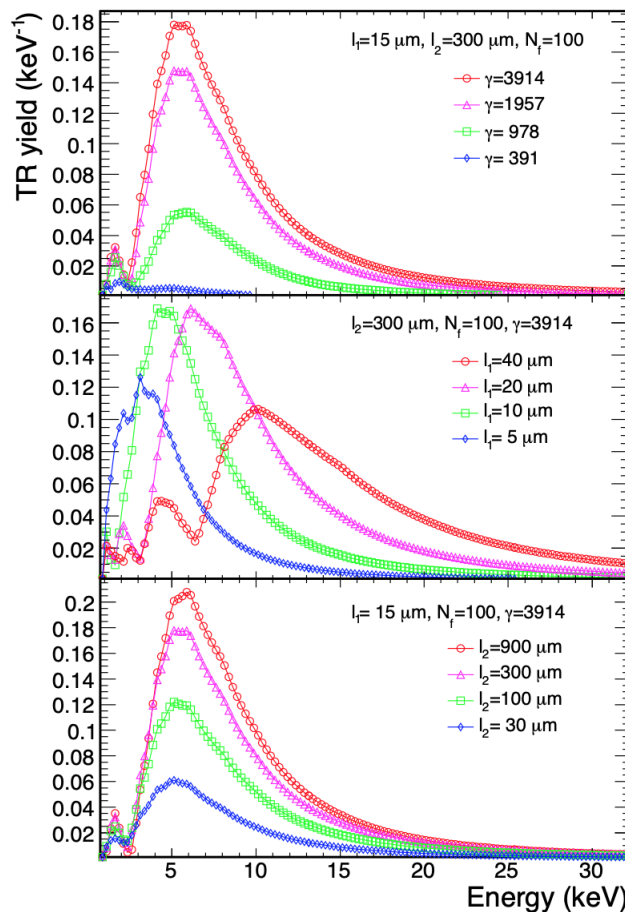 TR yield (keV⁻¹)
0.18
0.16
0.14
0.12
0.1
0.08
0.06
0.04
0.02
l₁=15 μm, l₂=300 μm, N_f=100
γ=3914
γ=1957
γ= 978
γ= 391
0.16
0.14
0.12
0.1
0.08
0.06
0.04
0.02
l₂=300 μm, N_f=100, γ=3914
l₁=40 μm
l₁=20 μm
l₁=10 μm
l₁= 5 μm
0.2
0.18
0.16
0.14
0.12
0.1
0.08
0.06
0.04
0.02
l₁= 15 μm, N_f=100, γ=3914
l₂=900 μm
l₂=300 μm
l₂=100 μm
l₂= 30 μm
5 10 15 20 25 30
Energy (keV)